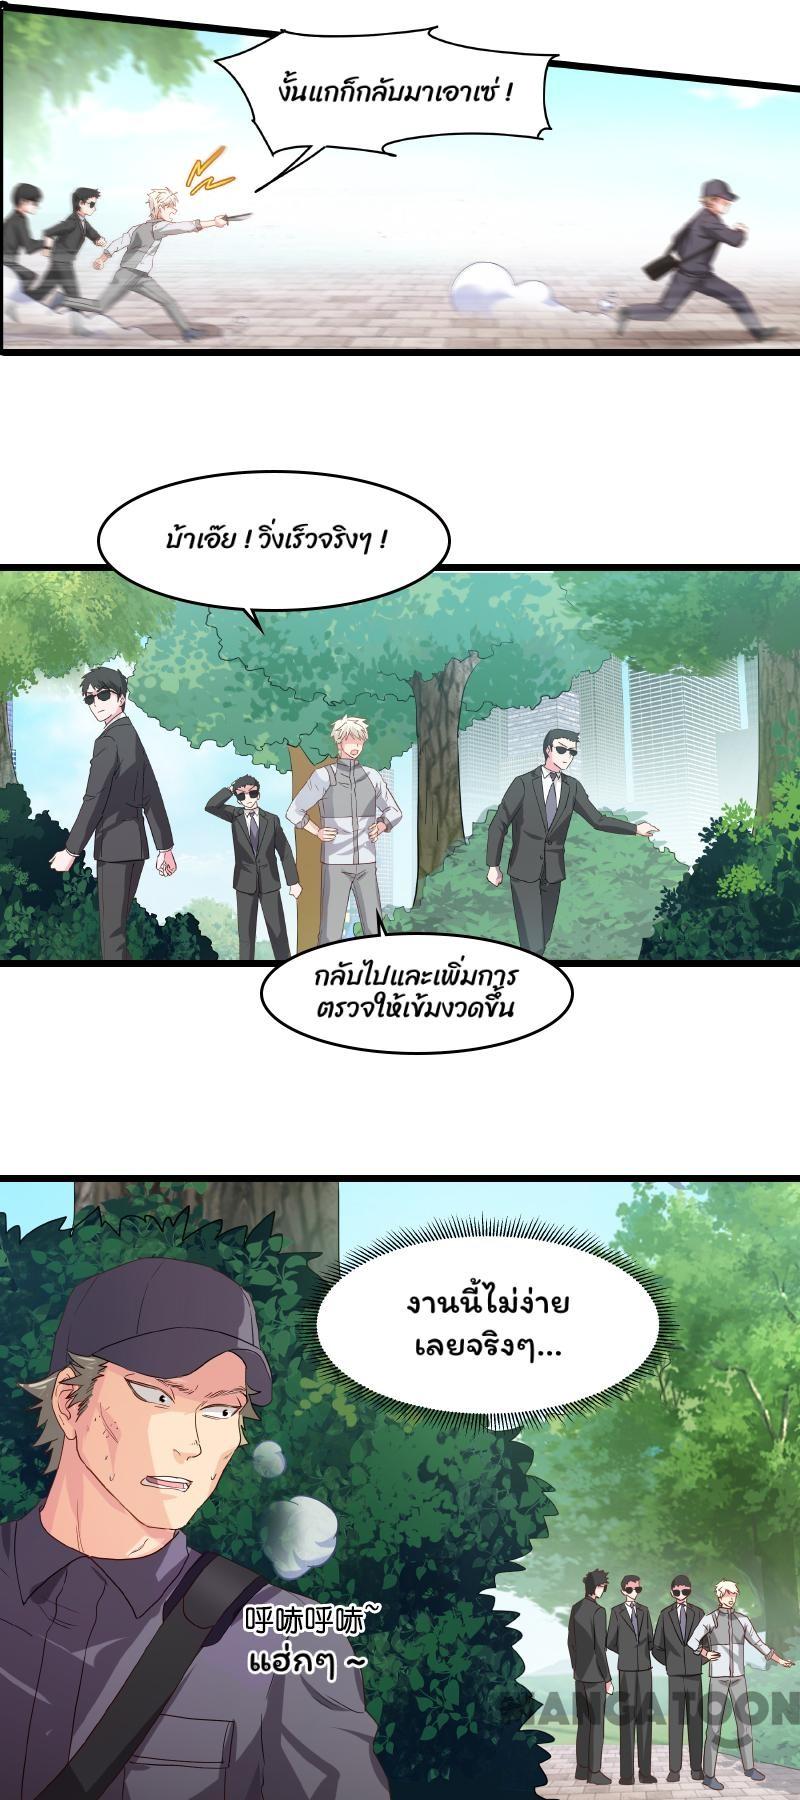 งั้นแกก็กลับมาเอาเซ่ !
บ้าเอ๊ย ! วิ่งเร็วจริงๆ !
กลับไปและเพิ่มการ
ตรวจให้เข้มงวดขึ้น
งานนี้ไม่ง่าย
เลยจริงๆ...
呼哧呼哧~
แฮ่กๆ ~
MANGATOON